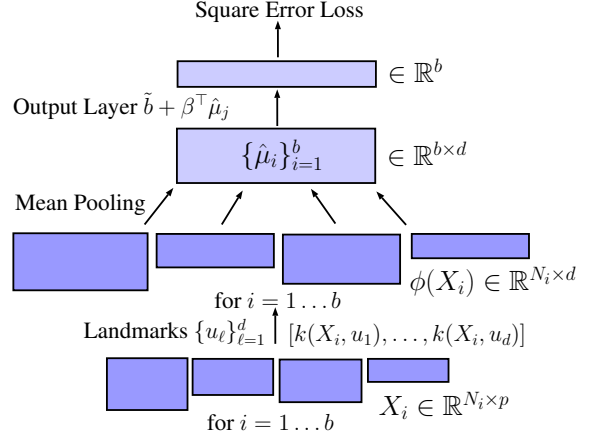 Square Error Loss
∈ ℝ^b
Output Layer b̃ + β^⊤ μ̂_j
{μ̂_i}_{i=1}^b ∈ ℝ^{b×d}
Mean Pooling
ϕ(X_i) ∈ ℝ^{N_i×d}
for i = 1 … b
Landmarks {u_ℓ}_{ℓ=1}^d [k(X_i, u_1), …, k(X_i, u_d)]
X_i ∈ ℝ^{N_i×p}
for i = 1 … b